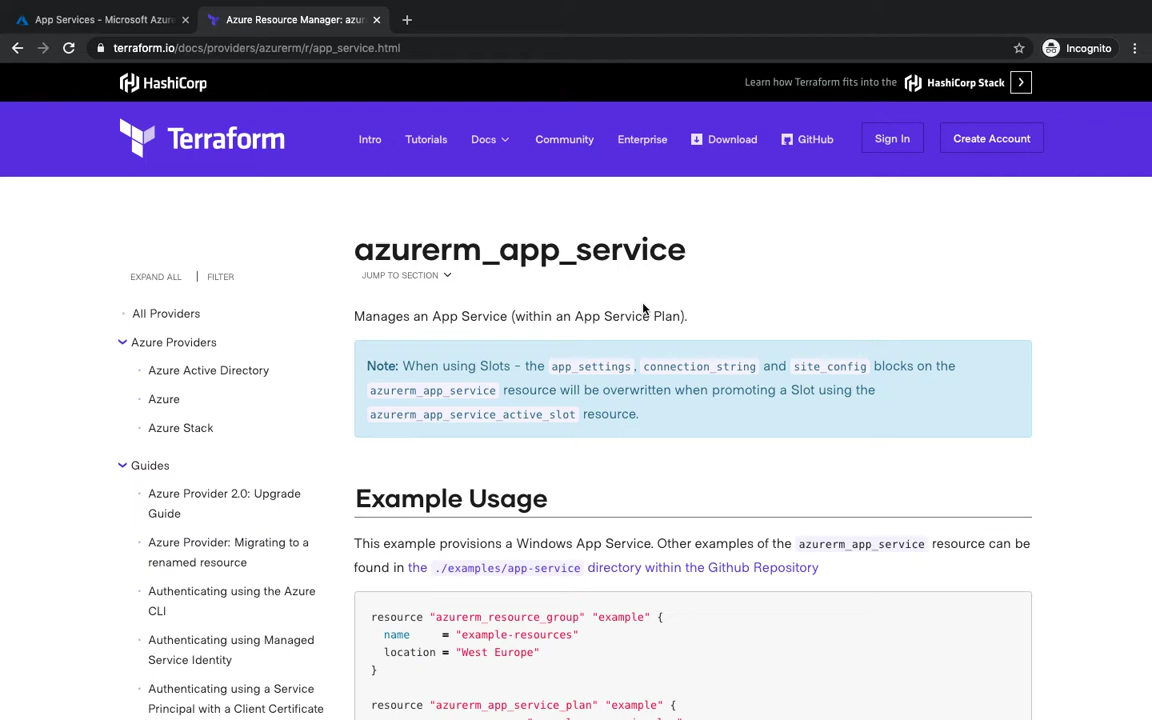 App Services - Microsoft Azure
Azure Resource Manager: azur
terraform.io/docs/providers/azurerm/r/app_service.html
Incognito
HashiCorp
Learn how Terraform fits into the HashiCorp Stack
Terraform
Intro
Tutorials
Docs
Community
Enterprise
Download
GitHub
Sign In
Create Account
azurerm_app_service
JUMP TO SECTION
EXPAND ALL | FILTER
All Providers
Azure Providers
Azure Active Directory
Azure
Azure Stack
Guides
Azure Provider 2.0: Upgrade
Guide
Azure Provider: Migrating to a
renamed resource
Authenticating using the Azure
CLI
Authenticating using Managed
Service Identity
Authenticating using a Service
Principal with a Client Certificate
Manages an App Service (within an App Service Plan).
Note: When using Slots - the app_settings, connection_string and site_config blocks on the
azurerm_app_service resource will be overwritten when promoting a Slot using the
azurerm_app_service_active_slot resource.
Example Usage
This example provisions a Windows App Service. Other examples of the azurerm_app_service resource can be
found in the ./examples/app-service directory within the Github Repository
resource "azurerm_resource_group" "example" {
  name     = "example-resources"
  location = "West Europe"
}
resource "azurerm_app_service_plan" "example" {